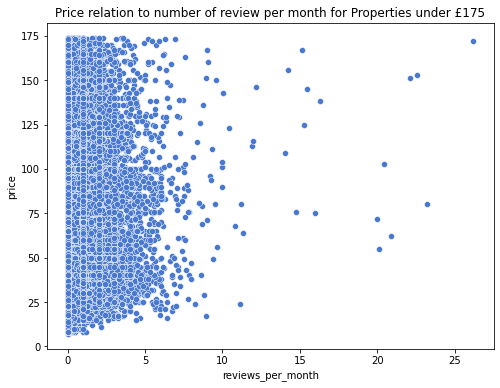 Price relation to number of review per month for Properties under £175
175
150
125
100
75
50
25
0
price
0 5 10 15 20 25
reviews_per_month